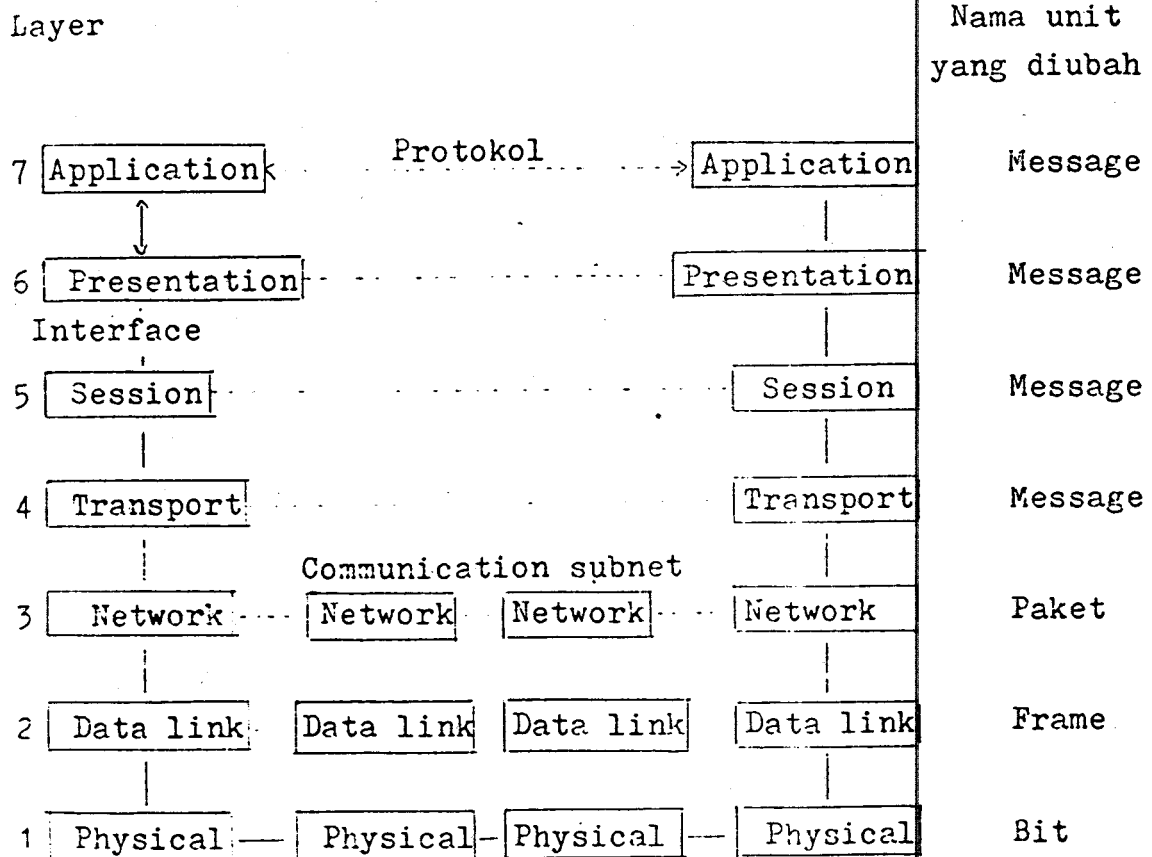 Layer
Nama unit
yang diubah
7 Application Protokol Application Message
6 Presentation Presentation Message
Interface
5 Session Session Message
4 Transport Transport Message
Communication subnet
3 Network Network Network Network Paket
2 Data link Data link Data link Data link Frame
1 Physical Physical Physical Physical Bit